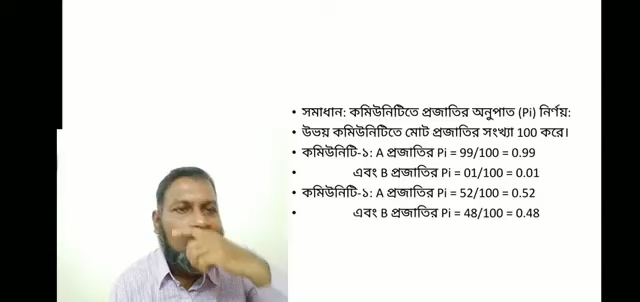 • সমাধান: কমিউনিটিতে প্রজাতির অনুপাত (Pi) নির্ণয়:
• উভয় কমিউনিটিতে মোট প্রজাতির সংখ্যা 100 করে।
• কমিউনিটি-১: A প্রজাতির Pi = 99/100 = 0.99
• এবং B প্রজাতির Pi = 01/100 = 0.01
• কমিউনিটি-১: A প্রজাতির Pi = 52/100 = 0.52
• এবং B প্রজাতির Pi = 48/100 = 0.48